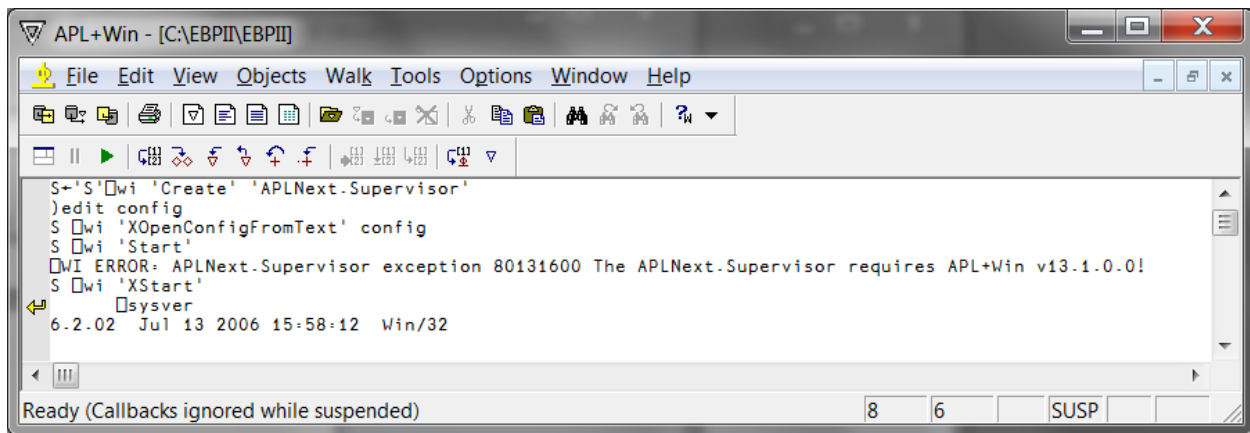 APL+Win - [C:\EBPII\EBPII]
File Edit View Objects Walk Tools Options Window Help
S←'S'⎕wi 'Create' 'APLNext.Supervisor'
)edit config
S ⎕wi 'XOpenConfigFromText' config
S ⎕wi 'Start'
⎕WI ERROR: APLNext.Supervisor exception 80131600 The APLNext.Supervisor requires APL+Win v13.1.0.0!
S ⎕wi 'XStart'
⎕sysver
6.2.02 Jul 13 2006 15:58:12 Win/32
Ready (Callbacks ignored while suspended) 8 6 SUSP